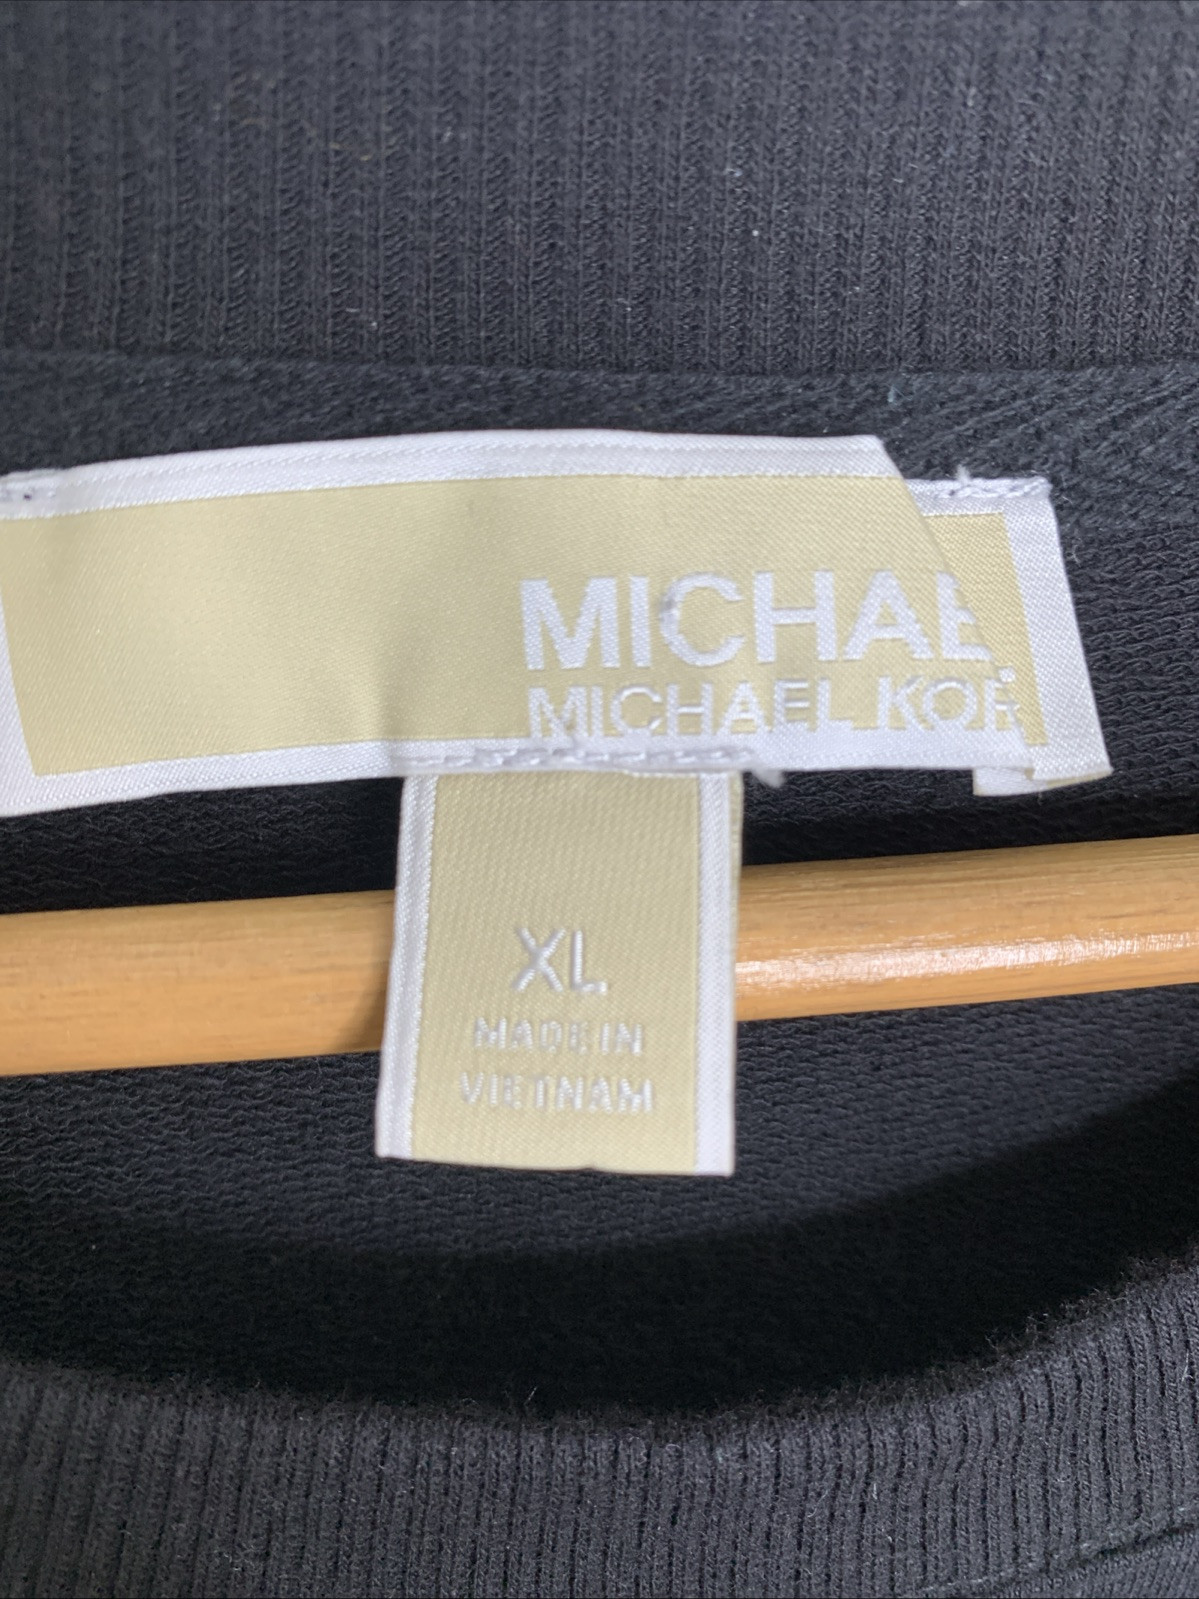 MICHAE
MICHAEL KOR
XL
MADE IN
VIETNAM